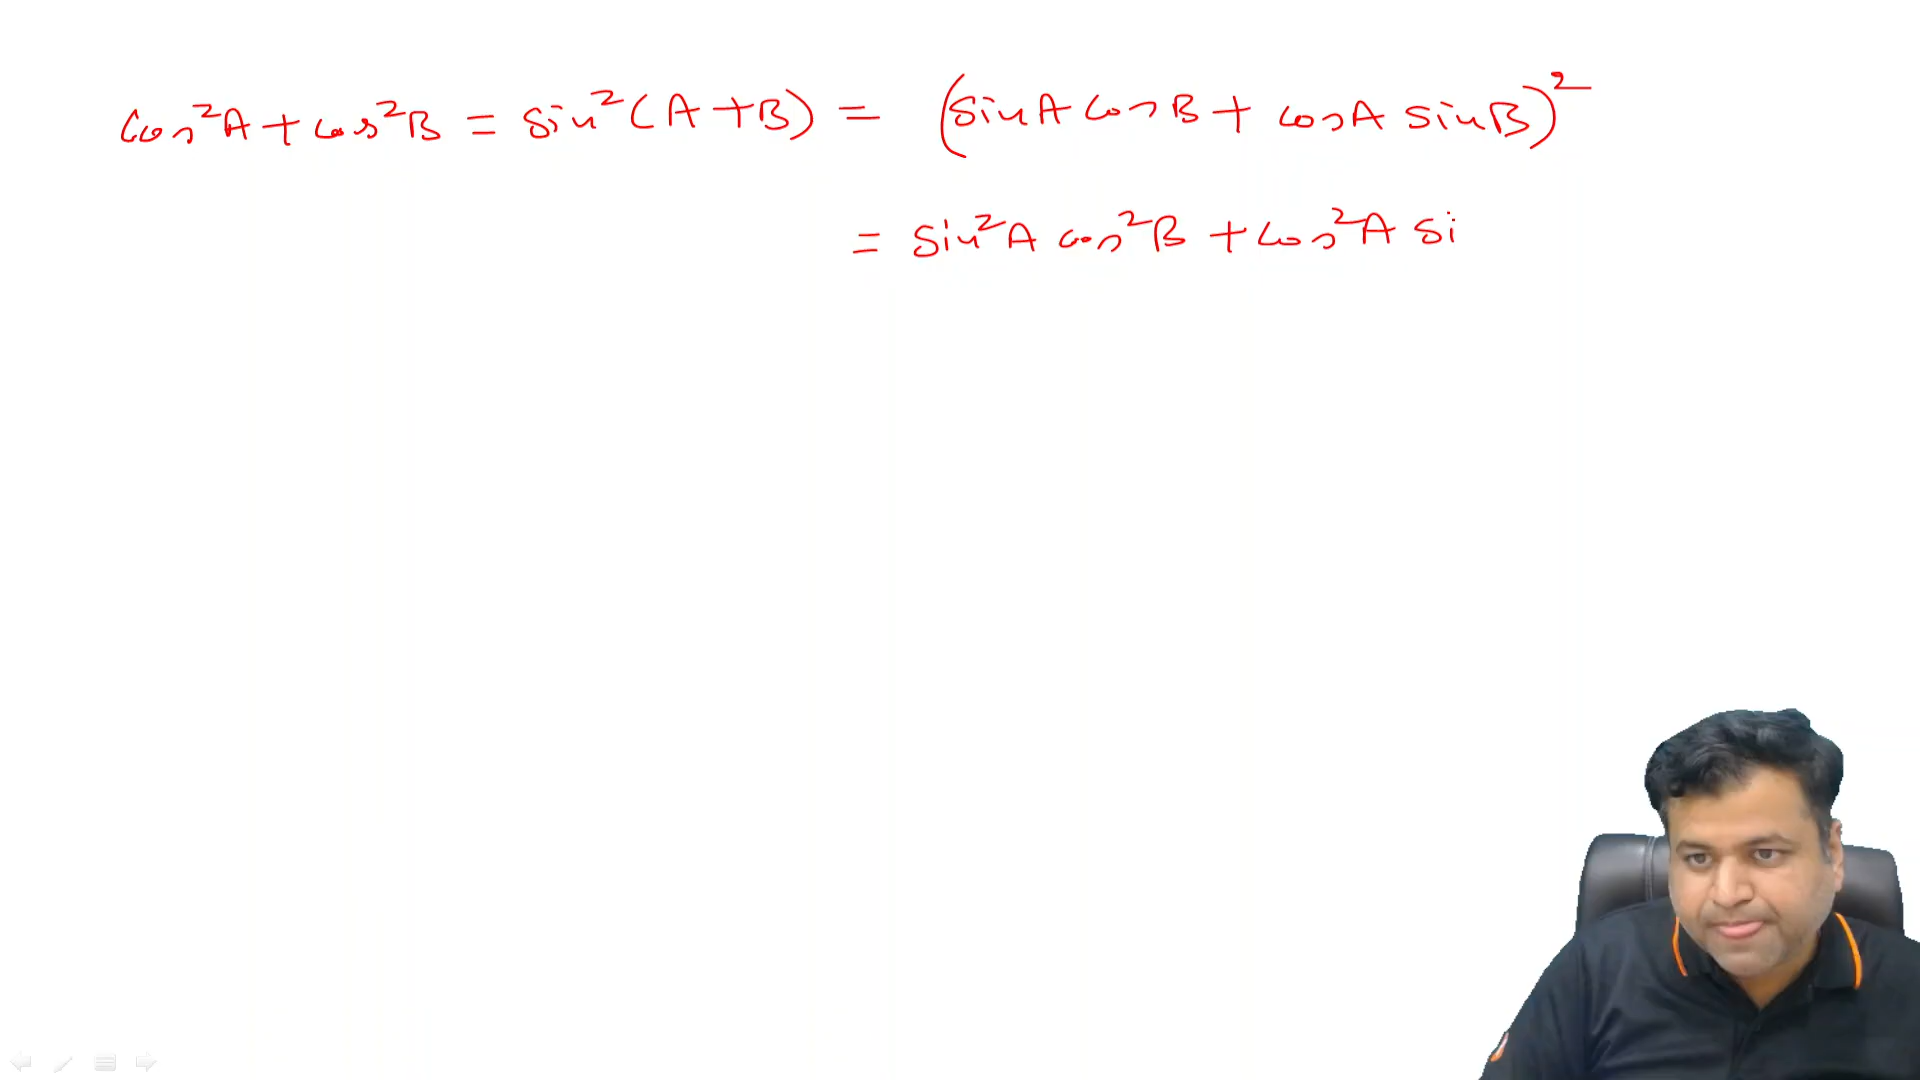 cos²A + cos²B = sin²(A+B) = (sinA cosB + cosA sinB)²
= sin²A cos²B + cos²A si